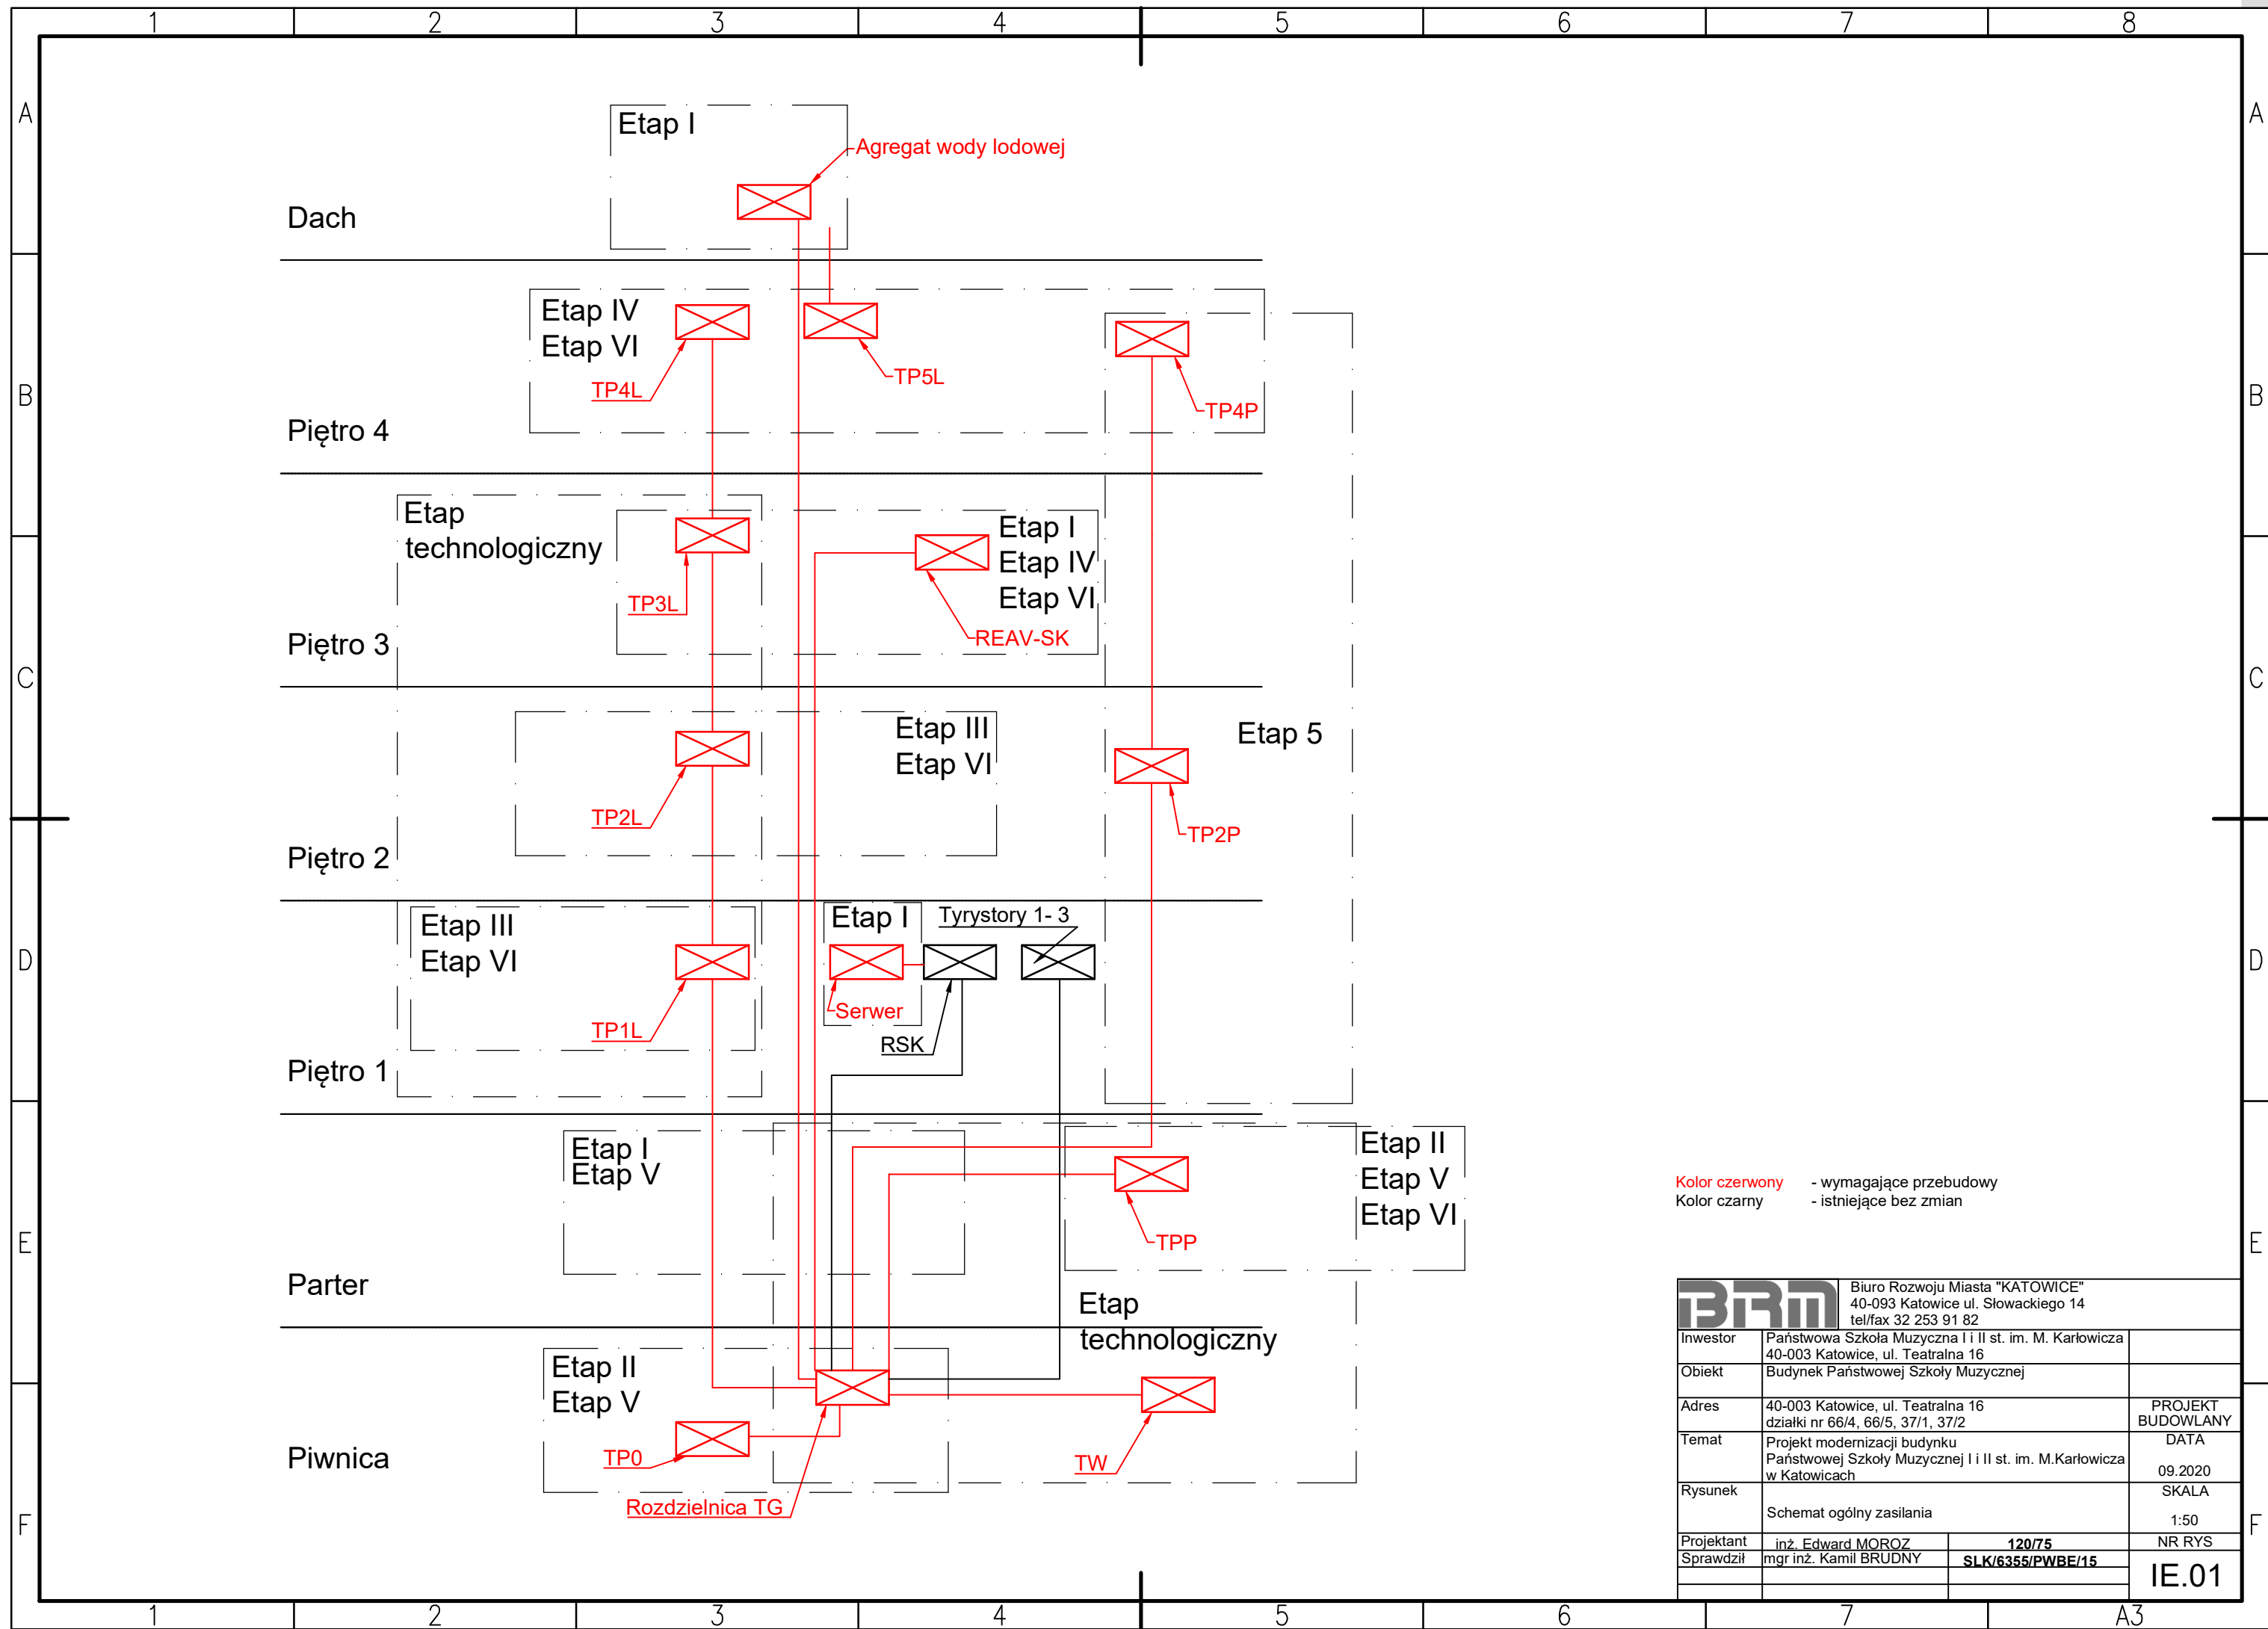 1 2 3 4 5 6 7 8
A A
Etap I
Agregat wody lodowej
Dach
Etap IV
Etap VI
TP4L
TP5L
TP4P
B B
Piętro 4
Etap
technologiczny
Etap I
Etap IV
Etap VI
TP3L
REAV-SK
Piętro 3
C C
Etap III
Etap VI
Etap 5
TP2L
TP2P
Piętro 2
Etap III
Etap VI
Etap I
Tyrystory 1- 3
D D
Serwer
TP1L
RSK
Piętro 1
Etap I
Etap V
Etap II
Etap V
Etap VI
TPP
E E
Parter
Etap
technologiczny
Etap II
Etap V
TP0
TW
Piwnica
Rozdzielnica TG
F F
Kolor czerwony - wymagające przebudowy
Kolor czarny - istniejące bez zmian
BRM
Biuro Rozwoju Miasta "KATOWICE"
40-093 Katowice ul. Słowackiego 14
tel/fax 32 253 91 82
Inwestor Państwowa Szkoła Muzyczna I i II st. im. M. Karłowicza
40-003 Katowice, ul. Teatralna 16
Obiekt Budynek Państwowej Szkoły Muzycznej
Adres 40-003 Katowice, ul. Teatralna 16
działki nr 66/4, 66/5, 37/1, 37/2
PROJEKT
BUDOWLANY
Temat Projekt modernizacji budynku
Państwowej Szkoły Muzycznej I i II st. im. M.Karłowicza
w Katowicach
DATA
09.2020
Rysunek
Schemat ogólny zasilania
SKALA
1:50
Projektant inż. Edward MOROZ 120/75 NR RYS
Sprawdził mgr inż. Kamil BRUDNY SLK/6355/PWBE/15
IE.01
1 2 3 4 5 6 7 A3